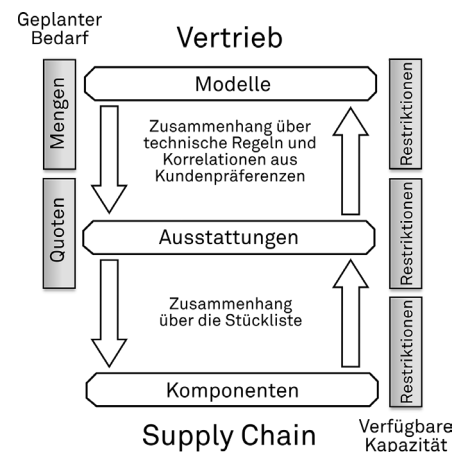 Geplanter
Bedarf
Vertrieb
Mengen
Modelle
Restriktionen
Zusammenhang über
technische Regeln und
Korrelationen aus
Kundenpräferenzen
Quoten
Ausstattungen
Restriktionen
Zusammenhang
über die Stückliste
Restriktionen
Komponenten
Supply Chain
Verfügbare
Kapazität